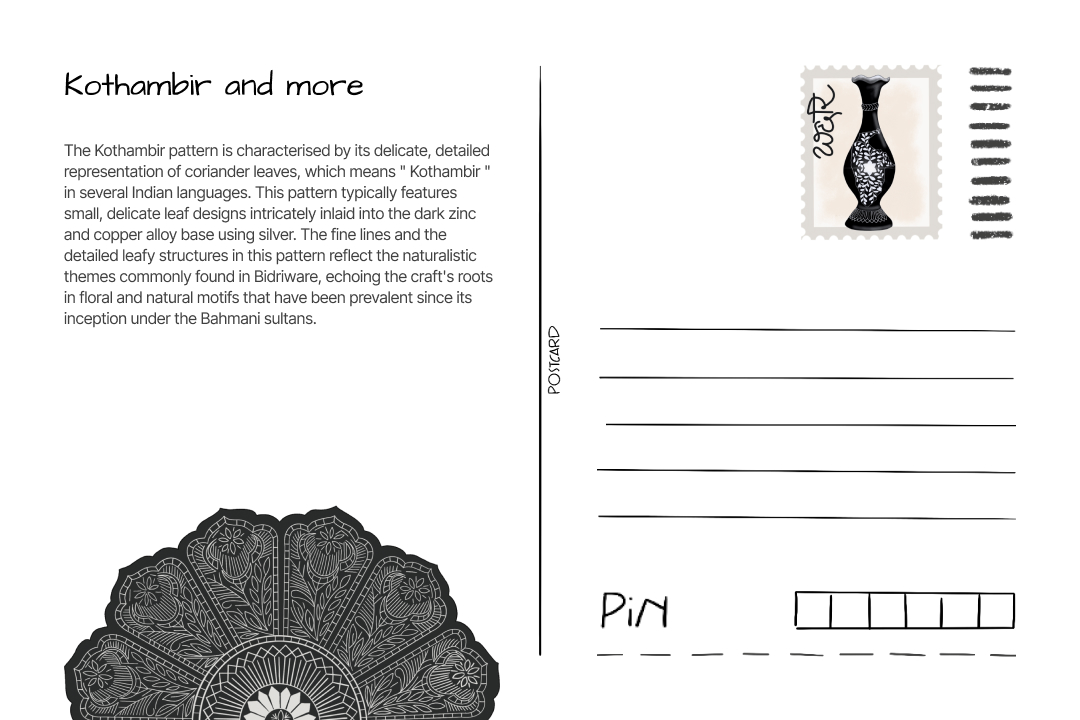 Kothambir and more
The Kothambir pattern is characterised by its delicate, detailed
representation of coriander leaves, which means " Kothambir "
in several Indian languages. This pattern typically features
small, delicate leaf designs intricately inlaid into the dark zinc
and copper alloy base using silver. The fine lines and the
detailed leafy structures in this pattern reflect the naturalistic
themes commonly found in Bidriware, echoing the craft's roots
in floral and natural motifs that have been prevalent since its
inception under the Bahmani sultans.
POSTCARD
PiN